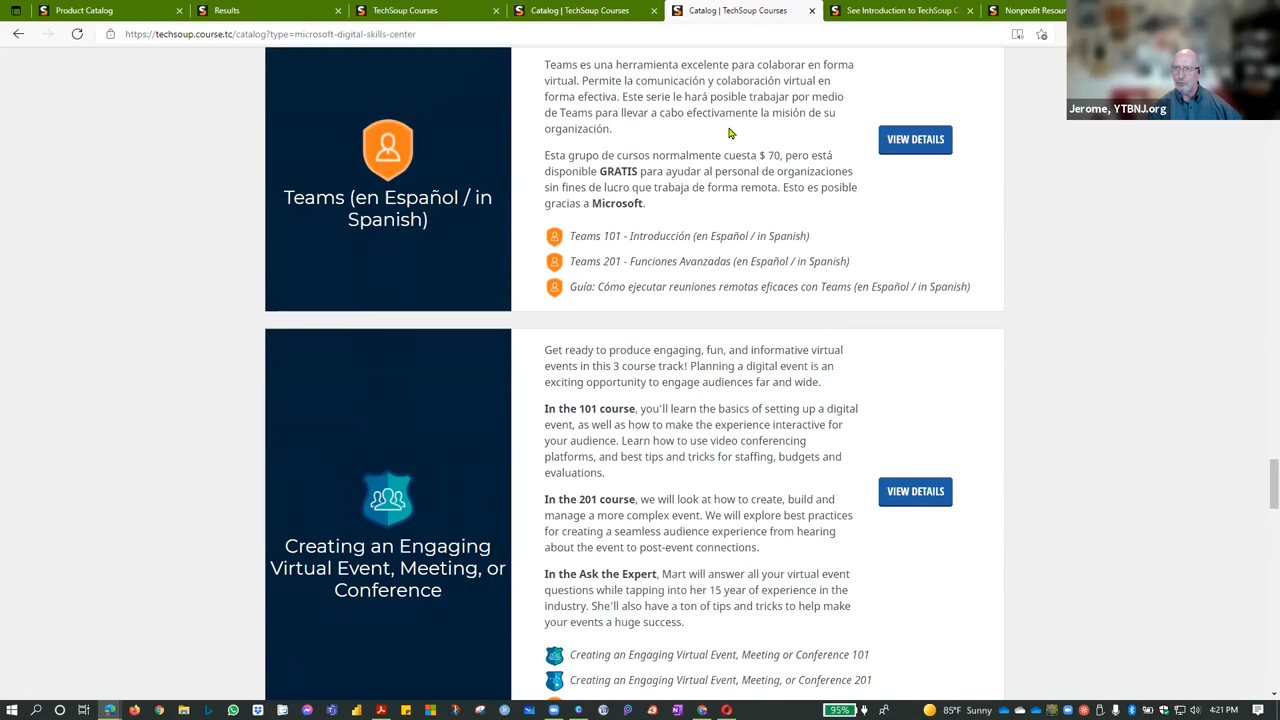 Product Catalog
Results
TechSoup Courses
Catalog | TechSoup Courses
Catalog | TechSoup Courses
See Introduction to TechSoup C
Nonprofit Resour
https://techsoup.course.tc/catalog?type=microsoft-digital-skills-center
Jerome, YTBNJ.org
Teams (en Español / in
Spanish)
Teams es una herramienta excelente para colaborar en forma
virtual. Permite la comunicación y colaboración virtual en
forma efectiva. Este serie le hará posible trabajar por medio
de Teams para llevar a cabo efectivamente la misión de su
organización.
Esta grupo de cursos normalmente cuesta $ 70, pero está
disponible GRATIS para ayudar al personal de organizaciones
sin fines de lucro que trabaja de forma remota. Esto es posible
gracias a Microsoft.
Teams 101 - Introducción (en Español / in Spanish)
Teams 201 - Funciones Avanzadas (en Español / in Spanish)
Guía: Cómo ejecutar reuniones remotas eficaces con Teams (en Español / in Spanish)
VIEW DETAILS
Creating an Engaging
Virtual Event, Meeting, or
Conference
Get ready to produce engaging, fun, and informative virtual
events in this 3 course track! Planning a digital event is an
exciting opportunity to engage audiences far and wide.
In the 101 course, you'll learn the basics of setting up a digital
event, as well as how to make the experience interactive for
your audience. Learn how to use video conferencing
platforms, and best tips and tricks for staffing, budgets and
evaluations.
In the 201 course, we will look at how to create, build and
manage a more complex event. We will explore best practices
for creating a seamless audience experience from hearing
about the event to post-event connections.
In the Ask the Expert, Mart will answer all your virtual event
questions while tapping into her 15 year of experience in the
industry. She'll also have a ton of tips and tricks to help make
your events a huge success.
Creating an Engaging Virtual Event, Meeting or Conference 101
Creating an Engaging Virtual Event, Meeting, or Conference 201
VIEW DETAILS
95%
85°F Sunny
4:21 PM